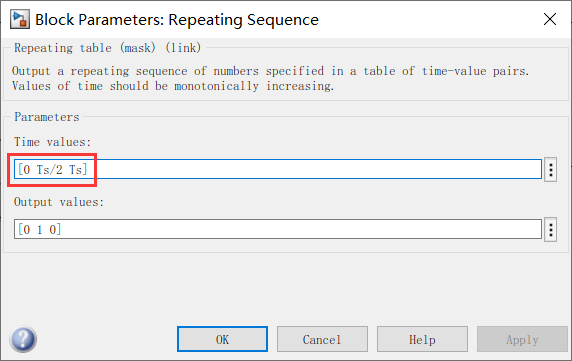 Block Parameters: Repeating Sequence
Repeating table (mask) (link)
Output a repeating sequence of numbers specified in a table of time-value pairs.
Values of time should be monotonically increasing.
Parameters
Time values:
[0 Ts/2 Ts]
Output values:
[0 1 0]
OK Cancel Help Apply